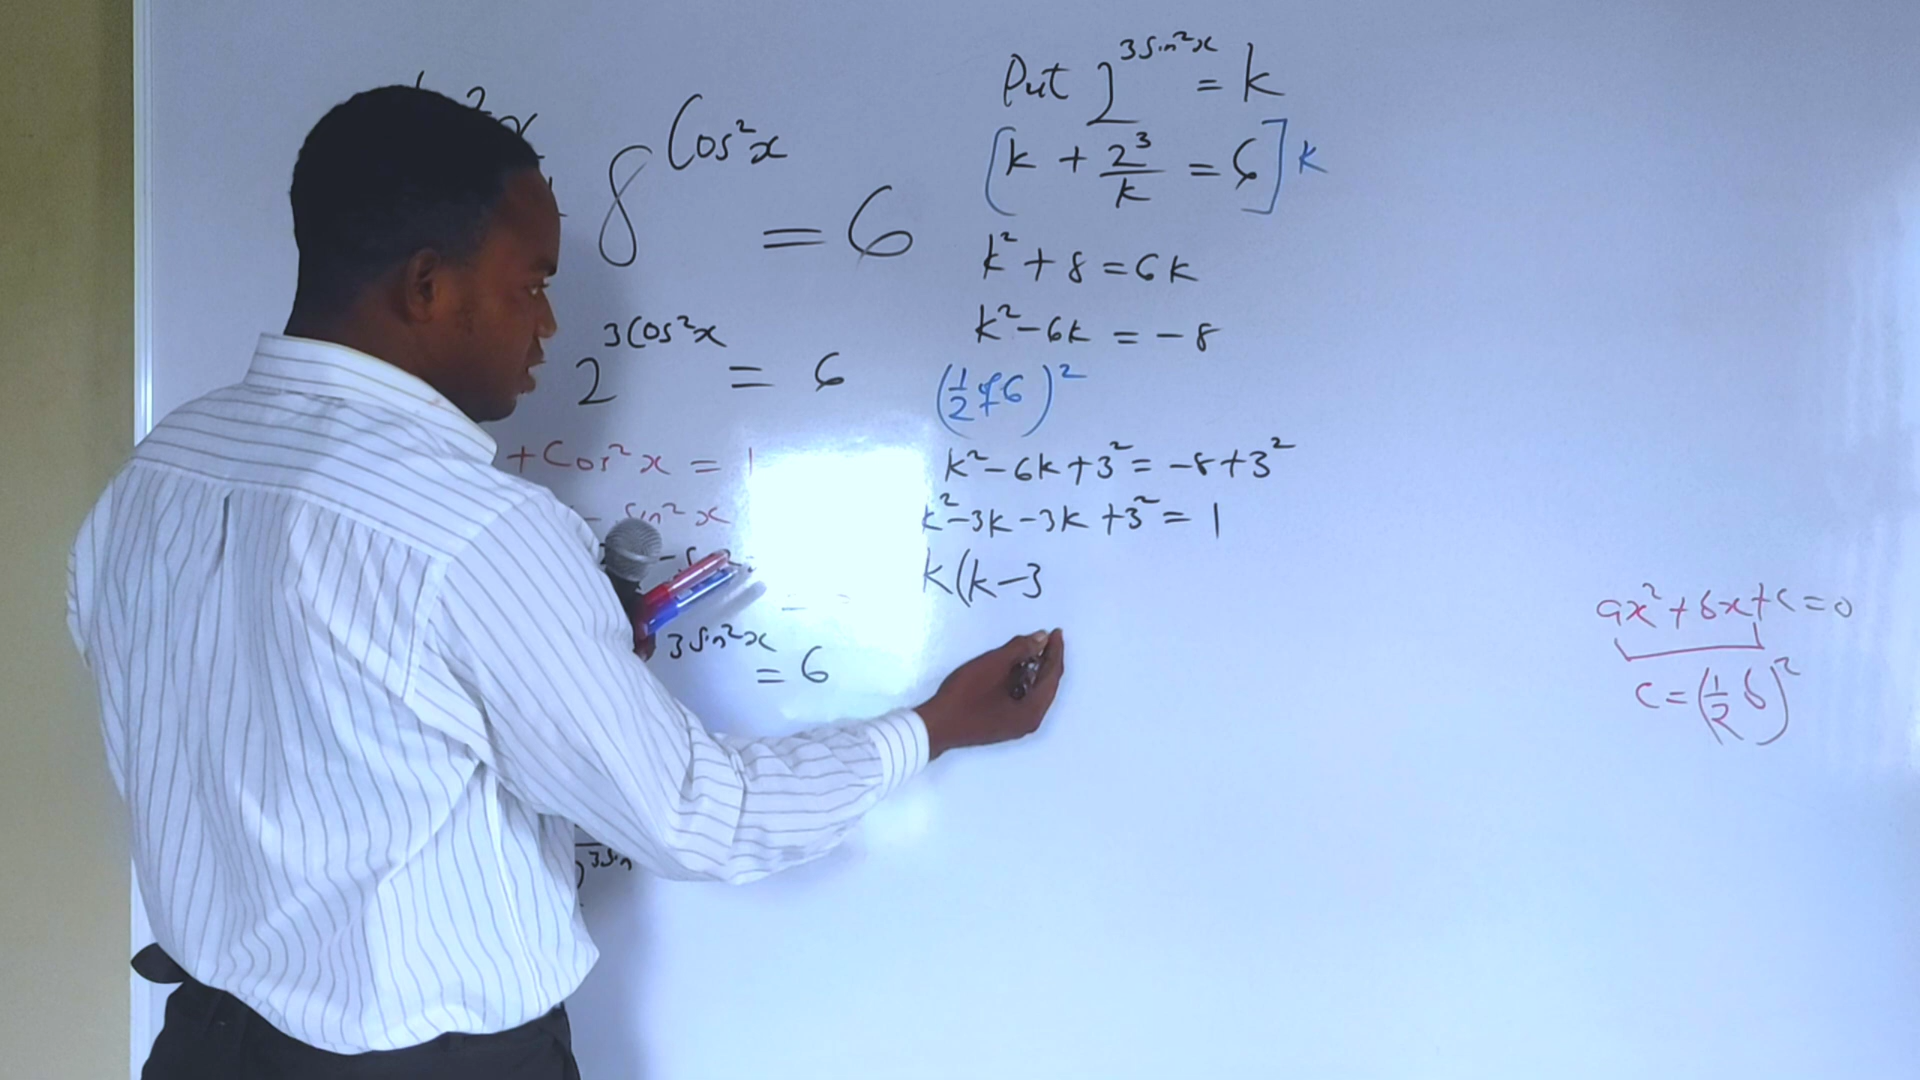 8^{Cos²x} = 6
2^{3Cos²x} = 6
+ Cos²x = 1
- Sin²x
3Sin²x = 6
3Sin
Put 2^{3Sin²x} = k
[k + 2³/k = 6] k
k² + 8 = 6k
k² - 6k = -8
(½ of 6)²
k² - 6k + 3² = -8 + 3²
k² - 3k - 3k + 3² = 1
k(k - 3
ax² + bx + c = 0
c = (½ b)²